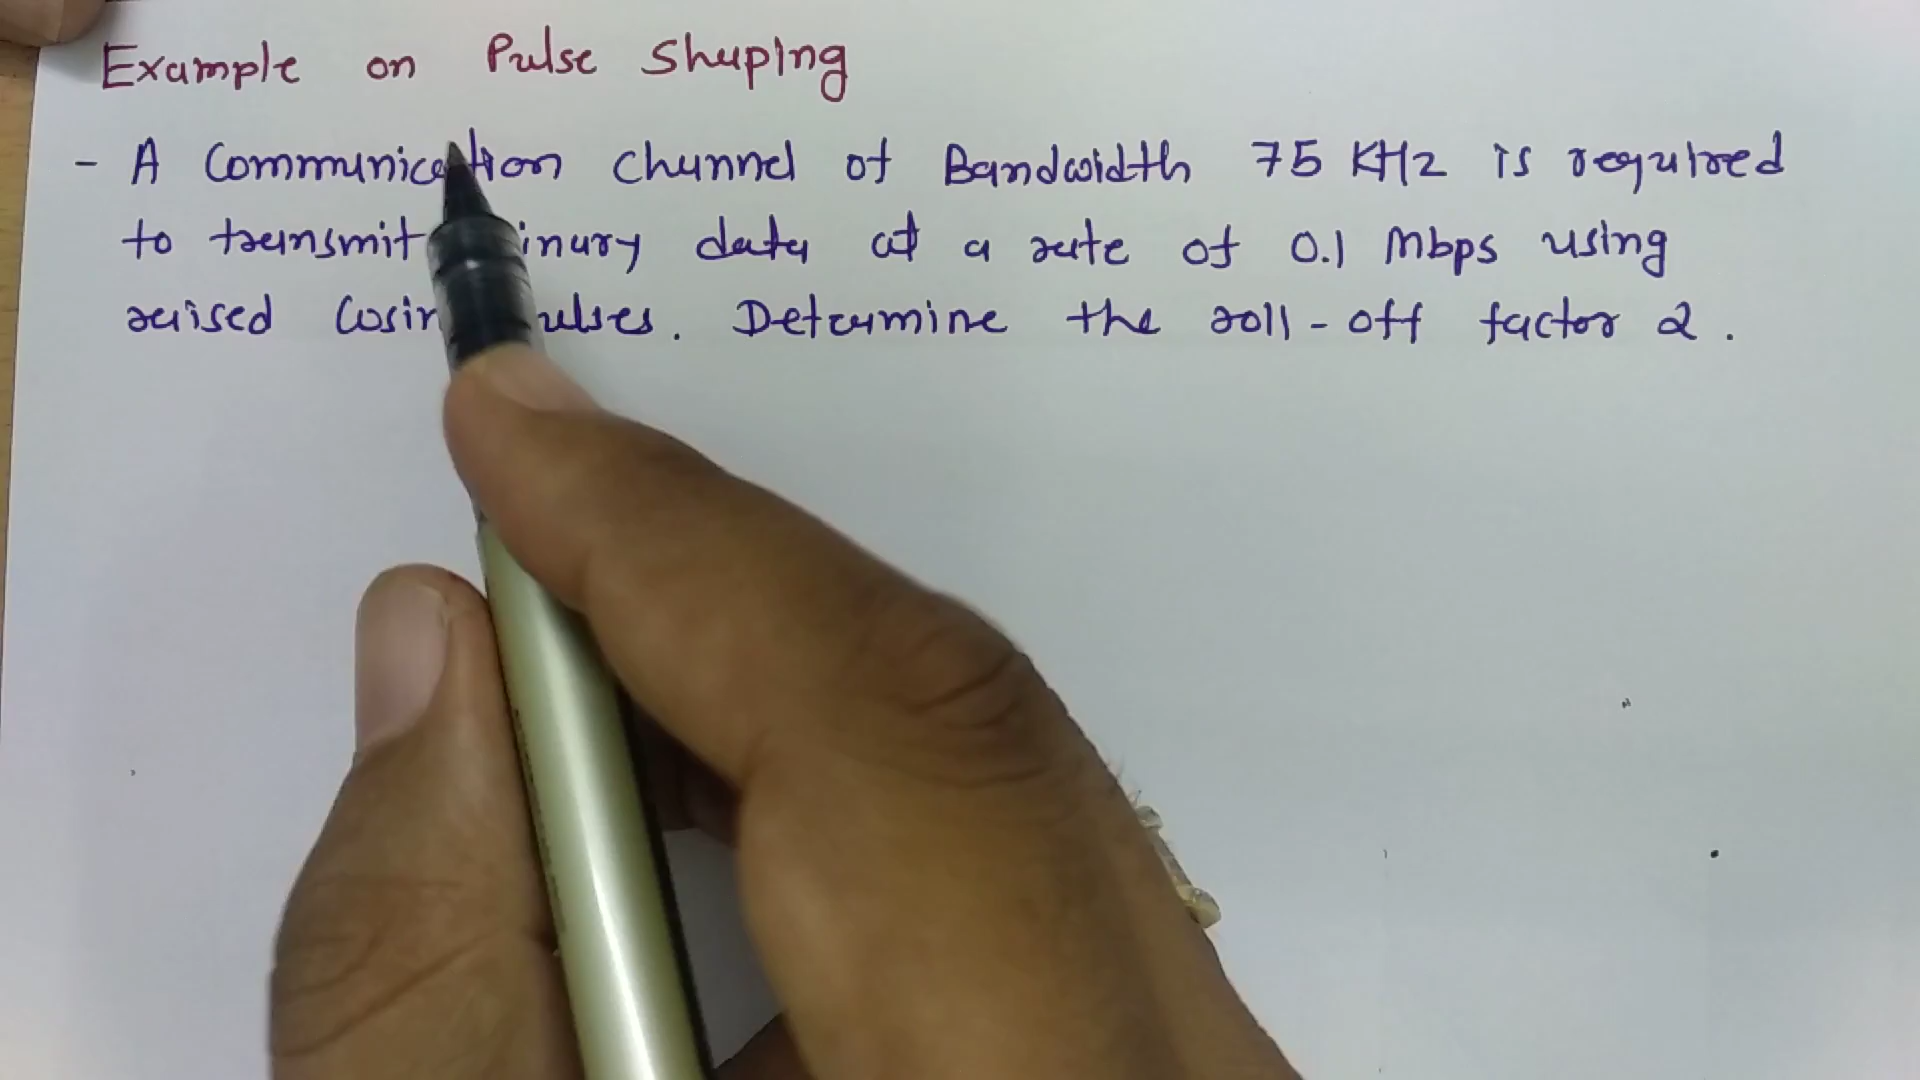 Example on Pulse Shaping
- A Communication Channel of Bandwidth 75 KHz is required
to transmit inary data at a rate of 0.1 Mbps using
raised Cosin ulses. Determine the roll-off factor α.